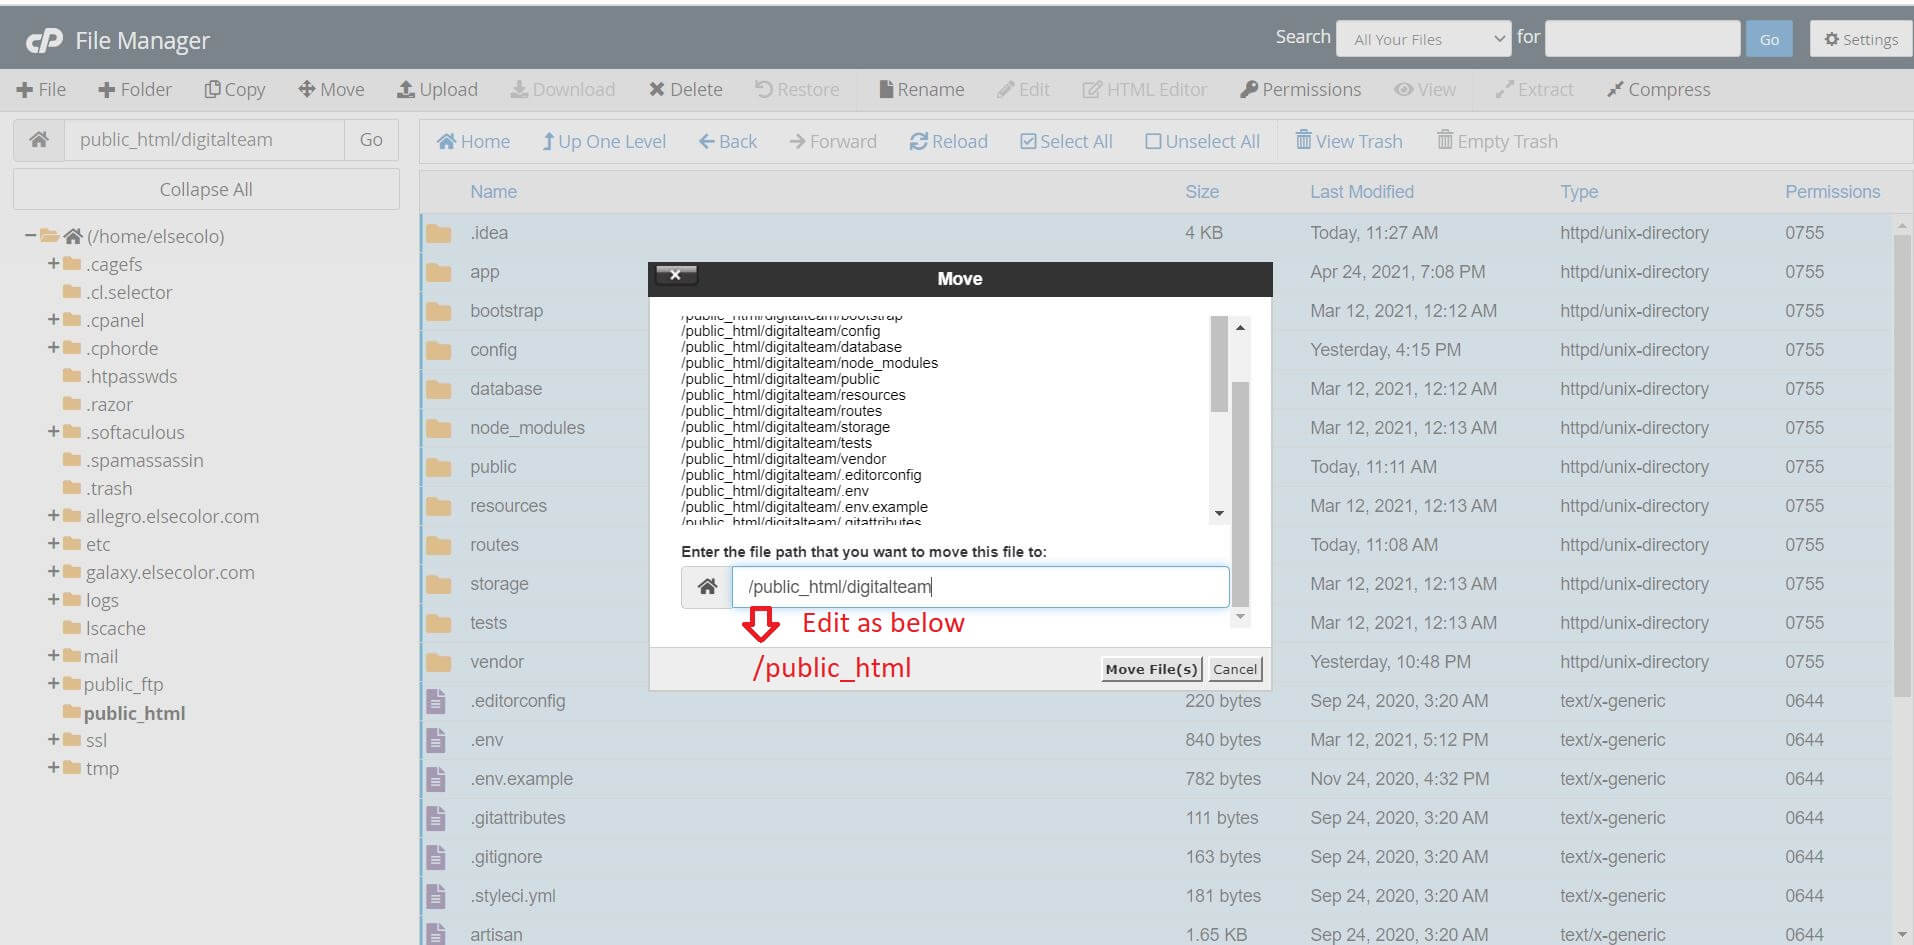 cP File Manager
Search All Your Files for Go Settings
File Folder Copy Move Upload Download Delete Restore Rename Edit HTML Editor Permissions View Extract Compress
public_html/digitalteam Go
Home Up One Level Back Forward Reload Select All Unselect All View Trash Empty Trash
Collapse All
(/home/elsecolo)
.cagefs
.cl.selector
.cpanel
.cphorde
.htpasswds
.razor
.softaculous
.spamassassin
.trash
allegro.elsecolor.com
etc
galaxy.elsecolor.com
logs
lscache
mail
public_ftp
public_html
ssl
tmp
Name Size Last Modified Type Permissions
.idea 4 KB Today, 11:27 AM httpd/unix-directory 0755
app Apr 24, 2021, 7:08 PM httpd/unix-directory 0755
bootstrap Mar 12, 2021, 12:12 AM httpd/unix-directory 0755
config Yesterday, 4:15 PM httpd/unix-directory 0755
database Mar 12, 2021, 12:12 AM httpd/unix-directory 0755
node_modules Mar 12, 2021, 12:13 AM httpd/unix-directory 0755
public Today, 11:11 AM httpd/unix-directory 0755
resources Mar 12, 2021, 12:13 AM httpd/unix-directory 0755
routes Today, 11:08 AM httpd/unix-directory 0755
storage Mar 12, 2021, 12:13 AM httpd/unix-directory 0755
tests Mar 12, 2021, 12:13 AM httpd/unix-directory 0755
vendor Yesterday, 10:48 PM httpd/unix-directory 0755
.editorconfig 220 bytes Sep 24, 2020, 3:20 AM text/x-generic 0644
.env 840 bytes Mar 12, 2021, 5:12 PM text/x-generic 0644
.env.example 782 bytes Nov 24, 2020, 4:32 PM text/x-generic 0644
.gitattributes 111 bytes Sep 24, 2020, 3:20 AM text/x-generic 0644
.gitignore 163 bytes Sep 24, 2020, 3:20 AM text/x-generic 0644
.styleci.yml 181 bytes Sep 24, 2020, 3:20 AM text/x-generic 0644
artisan 1.65 KB Sep 24, 2020, 3:20 AM text/x-generic 0644
Move
/public_html/digitalteam/bootstrap
/public_html/digitalteam/config
/public_html/digitalteam/database
/public_html/digitalteam/node_modules
/public_html/digitalteam/public
/public_html/digitalteam/resources
/public_html/digitalteam/routes
/public_html/digitalteam/storage
/public_html/digitalteam/tests
/public_html/digitalteam/vendor
/public_html/digitalteam/.editorconfig
/public_html/digitalteam/.env
/public_html/digitalteam/.env.example
/public_html/digitalteam/.gitattributes
Enter the file path that you want to move this file to:
/public_html/digitalteam
Edit as below
/public_html
Move File(s) Cancel